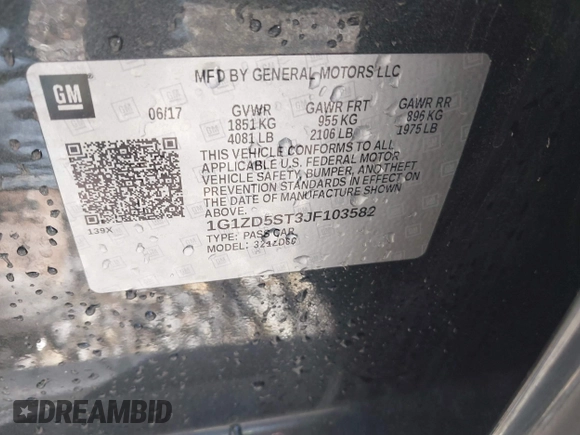 MFD BY GENERAL MOTORS LLC
GM
06/17 GVWR GAWR FRT GAWR RR
1851 KG 955 KG 896 KG
4081 LB 2106 LB 1975 LB
THIS VEHICLE CONFORMS TO ALL
APPLICABLE U.S. FEDERAL MOTOR
VEHICLE SAFETY, BUMPER, AND THEFT
PREVENTION STANDARDS IN EFFECT ON
THE DATE OF MANUFACTURE SHOWN
ABOVE.
139X
1G1ZD5ST3JF103582
TYPE: PASS CAR
MODEL:
DREAMBID